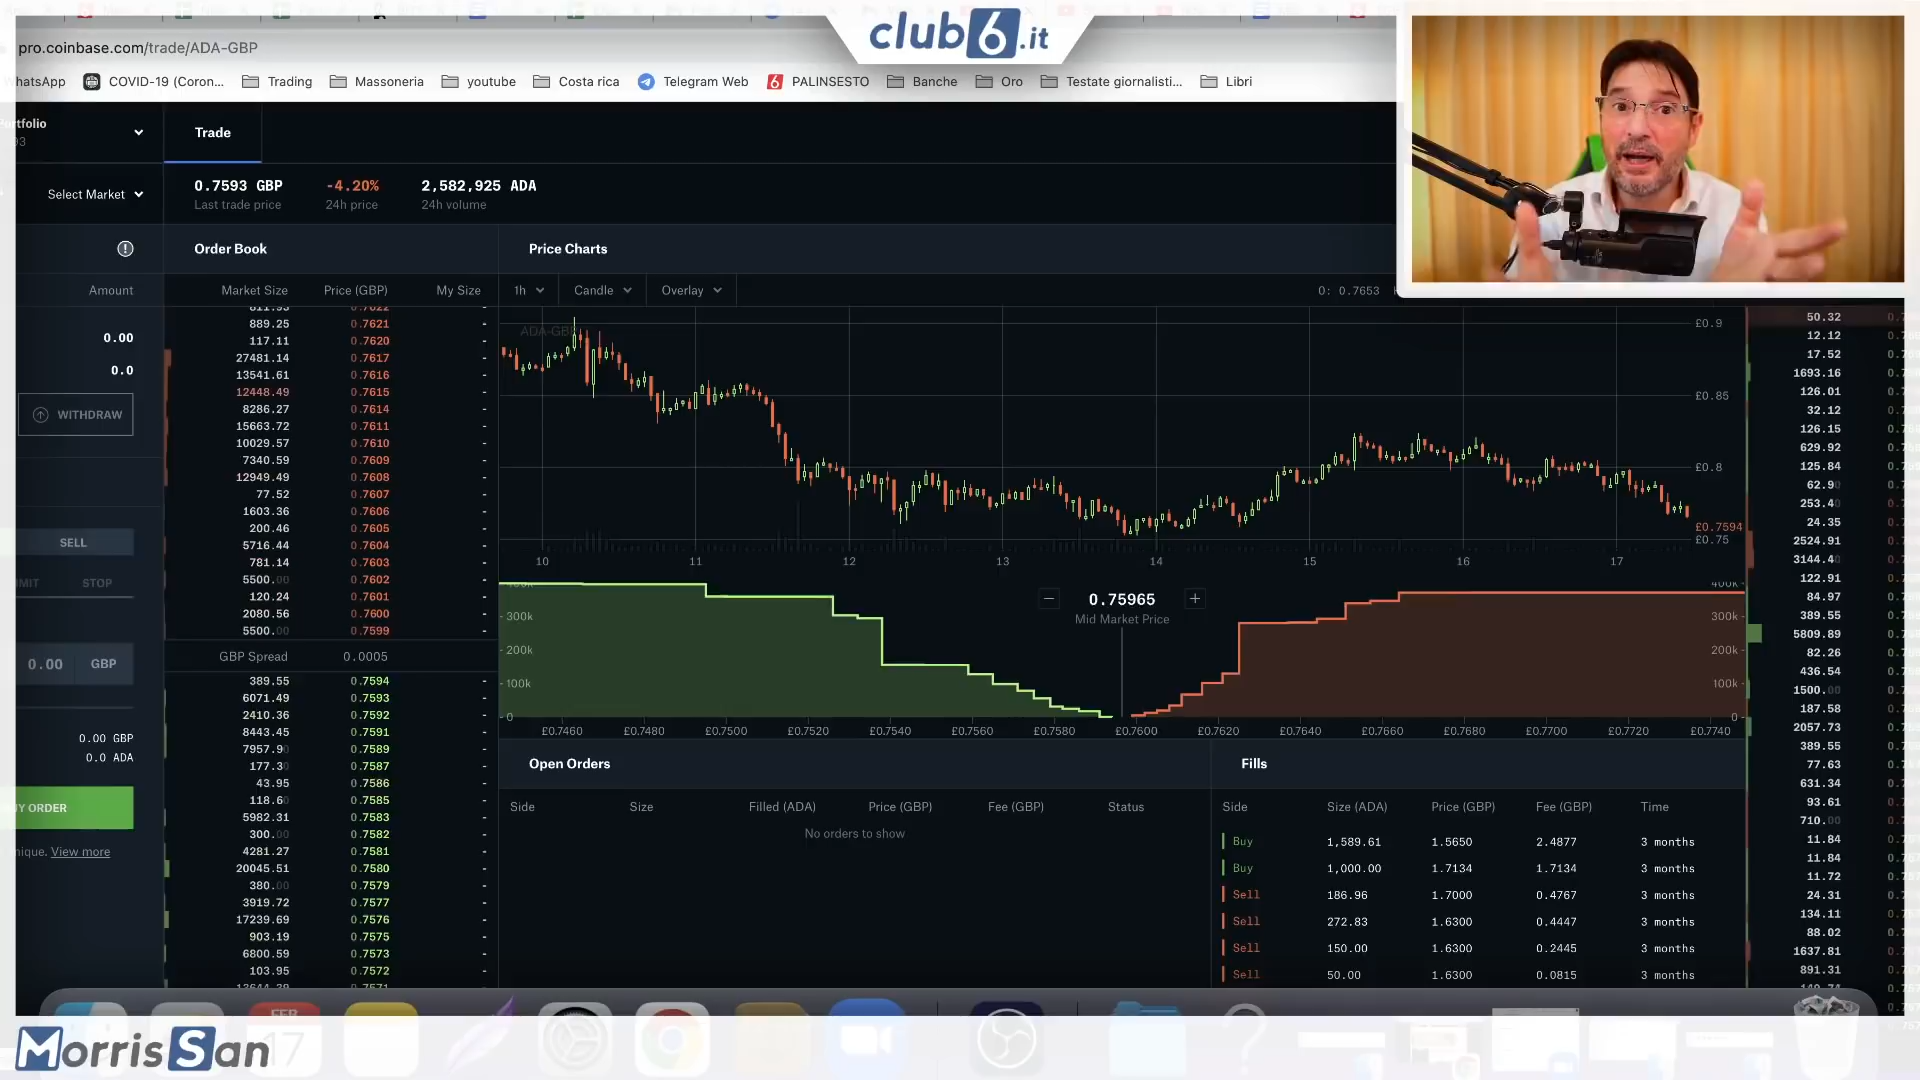 club6.it
pro.coinbase.com/trade/ADA-GBP
WhatsApp
COVID-19 (Coron...
Trading
Massoneria
youtube
Costa rica
Telegram Web
6 PALINSESTO
Banche
Oro
Testate giornalisti...
Libri
Portfolio
Trade
Select Market
0.7593 GBP
Last trade price
-4.20%
24h price
2,582,925 ADA
24h volume
Order Book
Price Charts
Amount
0.00
0.0
WITHDRAW
SELL
STOP
0.00 GBP
0.00 GBP
0.0 ADA
Y ORDER
nique. View more
Market Size Price (GBP) My Size
889.25 0.7621 -
117.11 0.7620 -
27481.14 0.7617 -
13541.61 0.7616 -
12448.49 0.7615 -
8286.27 0.7614 -
15663.72 0.7611 -
10029.57 0.7610 -
7340.59 0.7609 -
12949.49 0.7608 -
77.52 0.7607 -
1603.36 0.7606 -
200.46 0.7605 -
5716.44 0.7604 -
781.14 0.7603 -
5500.00 0.7602 -
120.24 0.7601 -
2080.56 0.7600 -
5500.00 0.7599 -
GBP Spread 0.0005
389.55 0.7594 -
6071.49 0.7593 -
2410.36 0.7592 -
8443.45 0.7591 -
7957.90 0.7589 -
177.30 0.7587 -
43.95 0.7586 -
118.60 0.7585 -
5982.31 0.7583 -
300.00 0.7582 -
4281.27 0.7581 -
20045.51 0.7580 -
380.00 0.7579 -
3919.72 0.7577 -
17239.69 0.7576 -
903.19 0.7575 -
6800.59 0.7573 -
103.95 0.7572 -
1h Candle Overlay
O: 0.7653
ADA-GBP
£0.9
£0.85
£0.8
£0.7594
£0.75
10 11 12 13 14 15 16 17
0.75965
Mid Market Price
300k 300k
200k 200k
100k 100k
0 0
£0.7460 £0.7480 £0.7500 £0.7520 £0.7540 £0.7560 £0.7580 £0.7600 £0.7620 £0.7640 £0.7660 £0.7680 £0.7700 £0.7720 £0.7740
Open Orders
Side Size Filled (ADA) Price (GBP) Fee (GBP) Status
No orders to show
Fills
Side Size (ADA) Price (GBP) Fee (GBP) Time
Buy 1,589.61 1.5650 2.4877 3 months
Buy 1,000.00 1.7134 1.7134 3 months
Sell 186.96 1.7000 0.4767 3 months
Sell 272.83 1.6300 0.4447 3 months
Sell 150.00 1.6300 0.2445 3 months
Sell 50.00 1.6300 0.0815 3 months
50.32
12.12
17.52
1693.16
126.01
32.12
126.15
629.92
125.84
62.90
253.40
24.35
2524.91
3144.40
122.91
84.97
389.55
5809.89
82.26
436.54
1500.00
187.58
2057.73
389.55
77.63
631.34
93.61
710.00
11.84
11.84
11.72
24.31
134.11
88.02
1637.81
891.31
FEB
17
MorrisSan